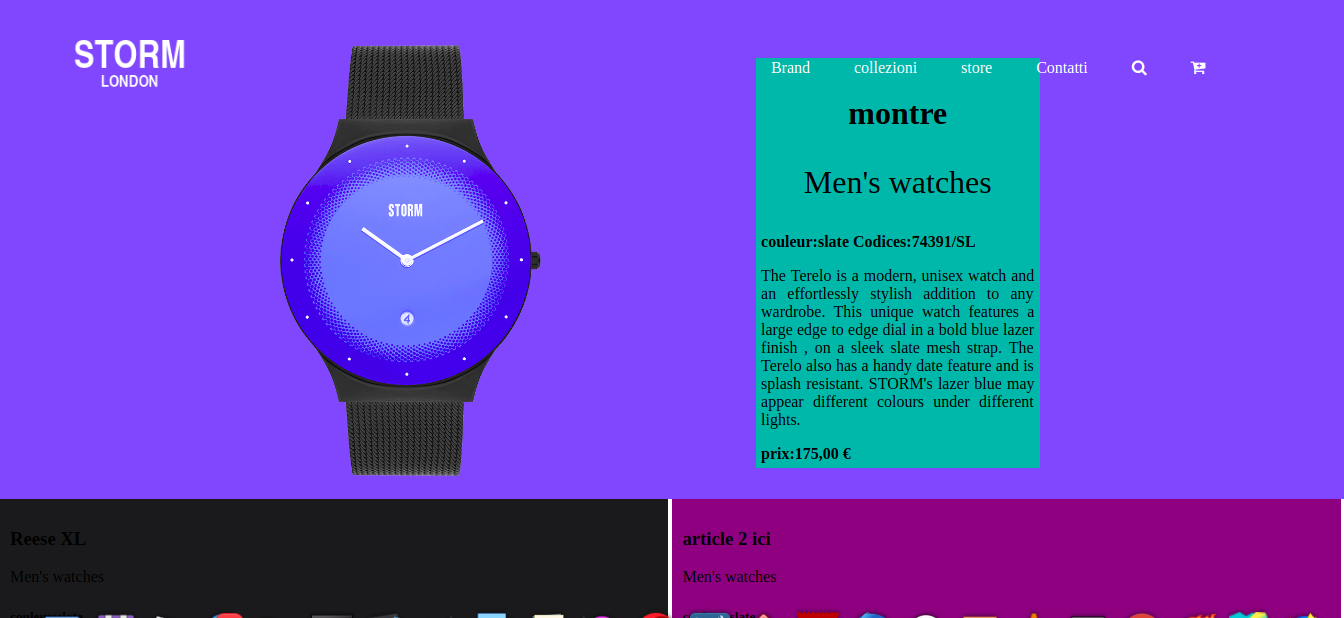 STORM
LONDON
Brand collezioni store Contatti
STORM
4
montre
Men's watches
couleur:slate Codices:74391/SL
The Terelo is a modern, unisex watch and
an effortlessly stylish addition to any
wardrobe. This unique watch features a
large edge to edge dial in a bold blue lazer
finish , on a sleek slate mesh strap. The
Terelo also has a handy date feature and is
splash resistant. STORM's lazer blue may
appear different colours under different
lights.
prix:175,00 €
Reese XL
Men's watches
article 2 ici
Men's watches